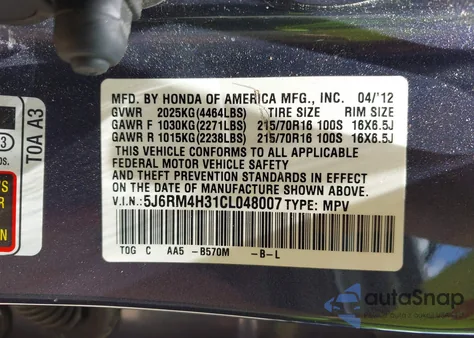 MFD. BY HONDA OF AMERICA MFG., INC. 04/'12
GVWR 2025KG(4464LBS) TIRE SIZE RIM SIZE
GAWR F 1030KG(2271LBS) 215/70R16 100S 16X6.5J
GAWR R 1015KG(2238LBS) 215/70R16 100S 16X6.5J
THIS VEHICLE CONFORMS TO ALL APPLICABLE
FEDERAL MOTOR VEHICLE SAFETY
AND THEFT PREVENTION STANDARDS IN EFFECT
ON THE DATE OF MANUFACTURE SHOWN ABOVE.
V.I.N.: 5J6RM4H31CL048007 TYPE: MPV
T0G C AA5 -B570M -B-L
T0A A3
3
autoSnap